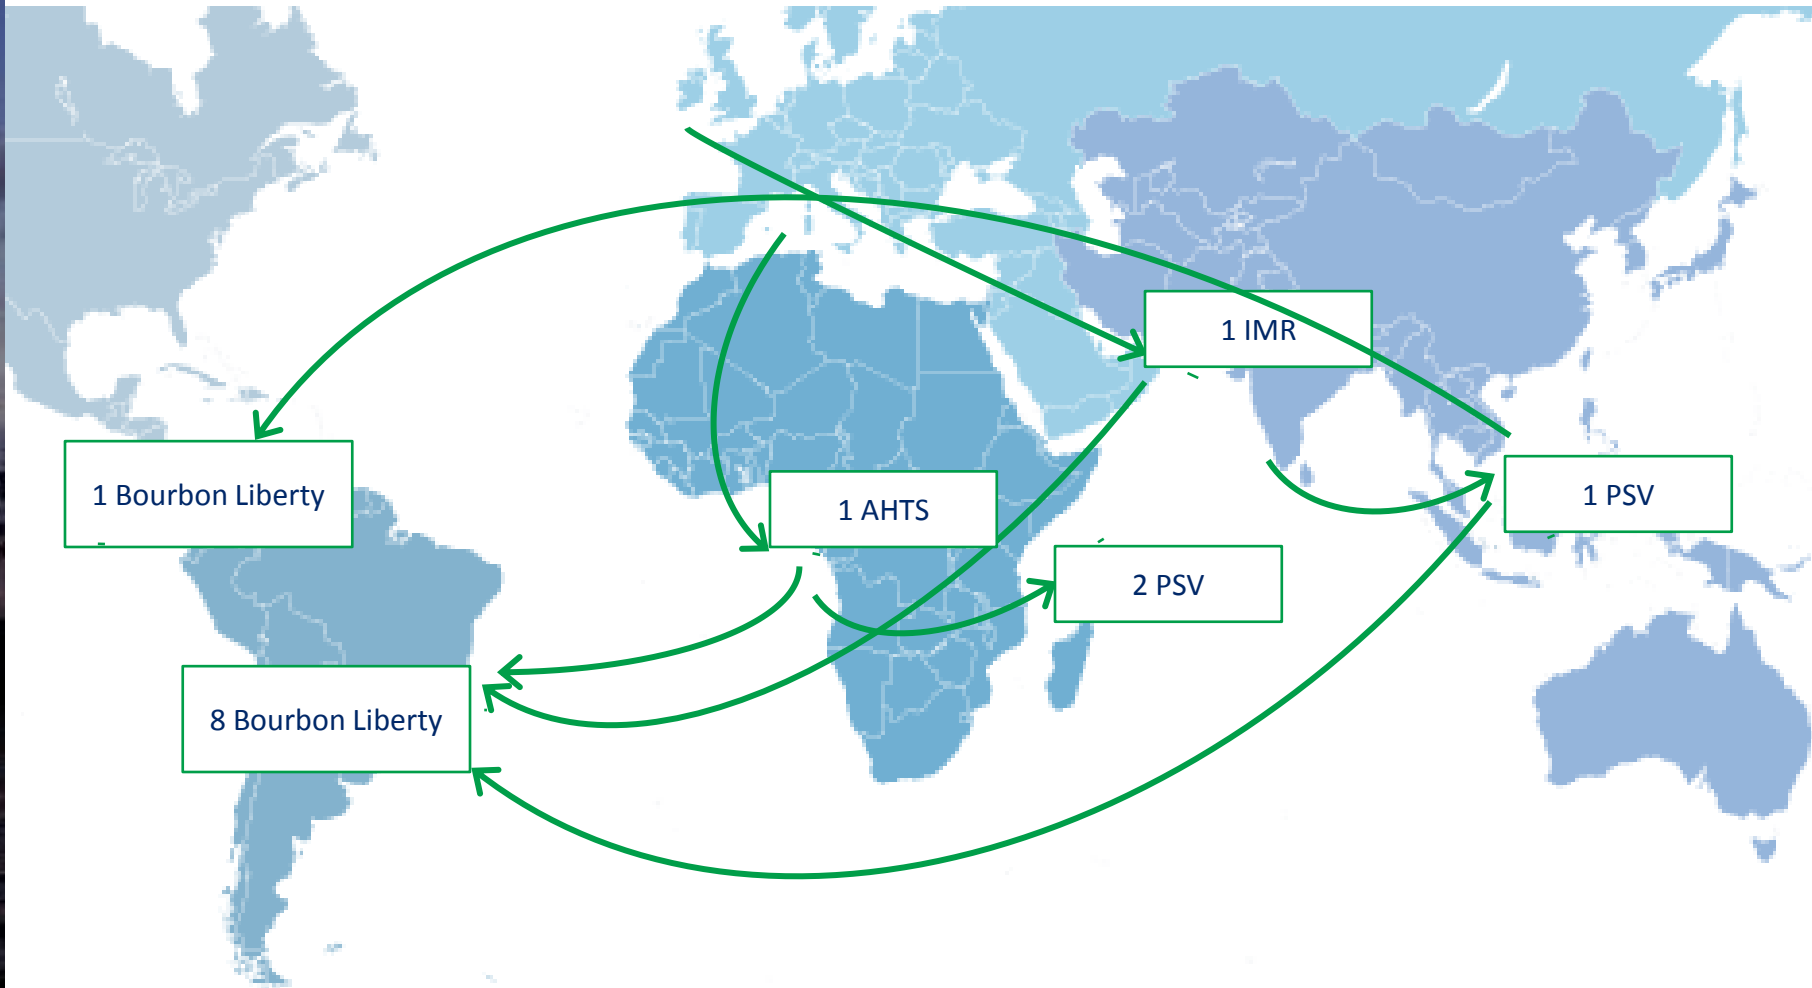 1 IMR
1 Bourbon Liberty
1 AHTS
1 PSV
2 PSV
8 Bourbon Liberty